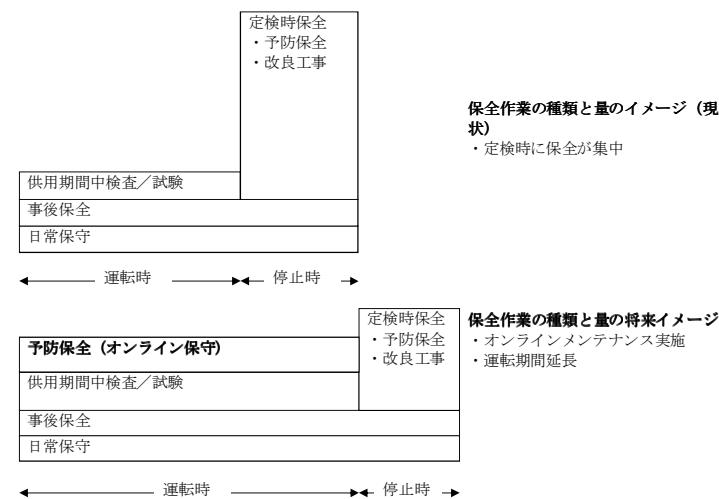 定検時保全
・予防保全
・改良工事
保全作業の種類と量のイメージ（現
状）
・定検時に保全が集中
供用期間中検査／試験
事後保全
日常保守
運転時
停止時
定検時保全
・予防保全
・改良工事
保全作業の種類と量の将来イメージ
・オンラインメンテナンス実施
・運転期間延長
予防保全（オンライン保守）
供用期間中検査／試験
事後保全
日常保守
運転時
停止時